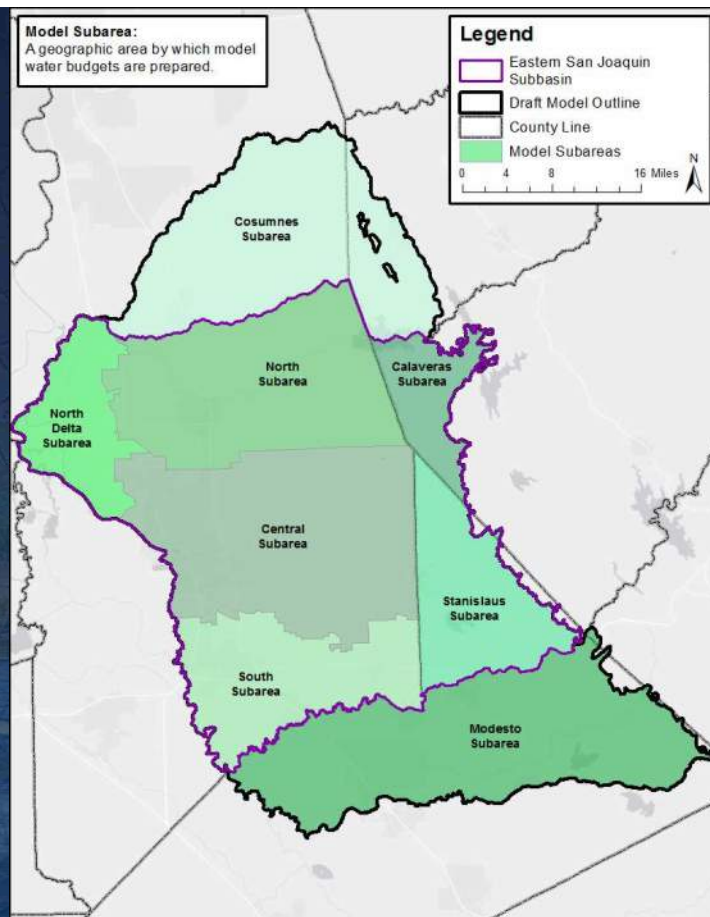 Model Subarea:
A geographic area by which model
water budgets are prepared.
Legend
Eastern San Joaquin
Subbasin
Draft Model Outline
County Line
Model Subareas
N
0 4 8 16 Miles
Cosumnes
Subarea
North
Subarea
Calaveras
Subarea
North
Delta
Subarea
Central
Subarea
Stanislaus
Subarea
South
Subarea
Modesto
Subarea